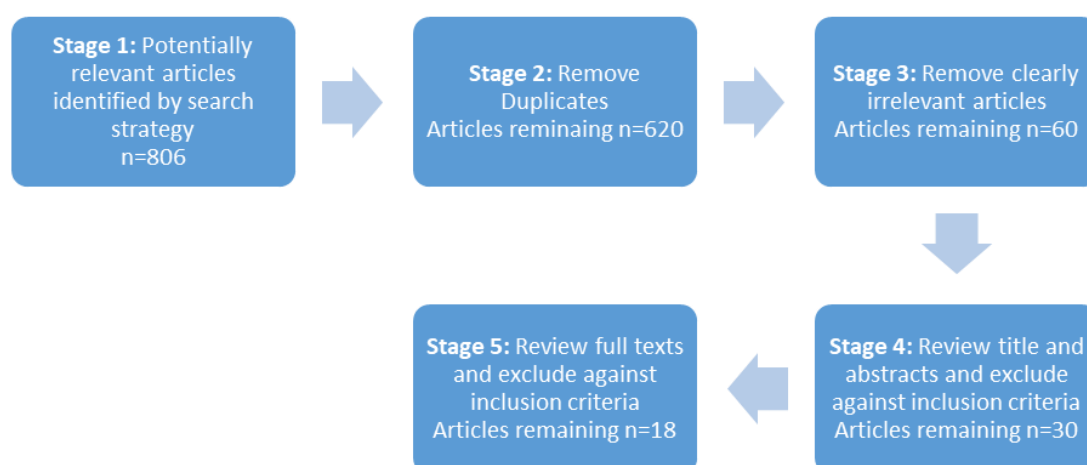 Stage 1: Potentially
relevant articles
identified by search
strategy
n=806
Stage 2: Remove
Duplicates
Articles reminaing n=620
Stage 3: Remove clearly
irrelevant articles
Articles remaining n=60
Stage 4: Review title and
abstracts and exclude
against inclusion criteria
Articles remaining n=30
Stage 5: Review full texts
and exclude against
inclusion criteria
Articles remaining n=18